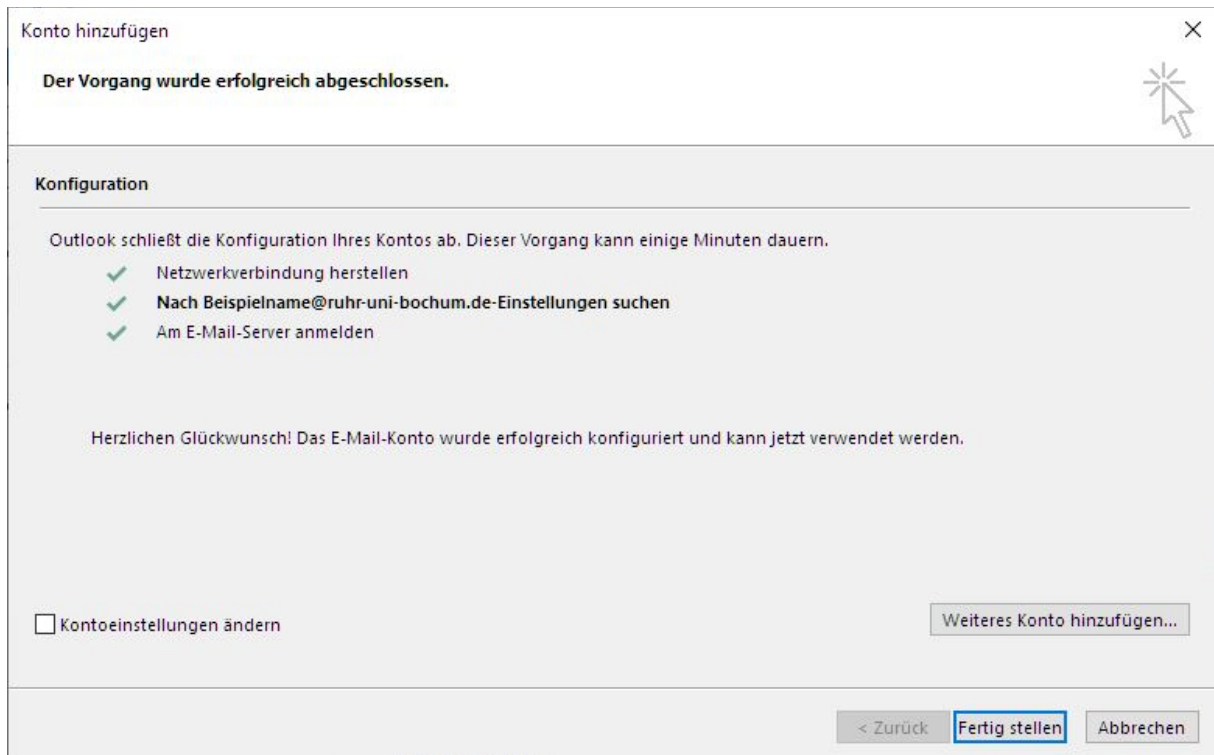 Konto hinzufügen
Der Vorgang wurde erfolgreich abgeschlossen.
Konfiguration
Outlook schließt die Konfiguration Ihres Kontos ab. Dieser Vorgang kann einige Minuten dauern.
Netzwerkverbindung herstellen
Nach Beispielname@ruhr-uni-bochum.de-Einstellungen suchen
Am E-Mail-Server anmelden
Herzlichen Glückwunsch! Das E-Mail-Konto wurde erfolgreich konfiguriert und kann jetzt verwendet werden.
Kontoeinstellungen ändern
Weiteres Konto hinzufügen...
< Zurück Fertig stellen Abbrechen